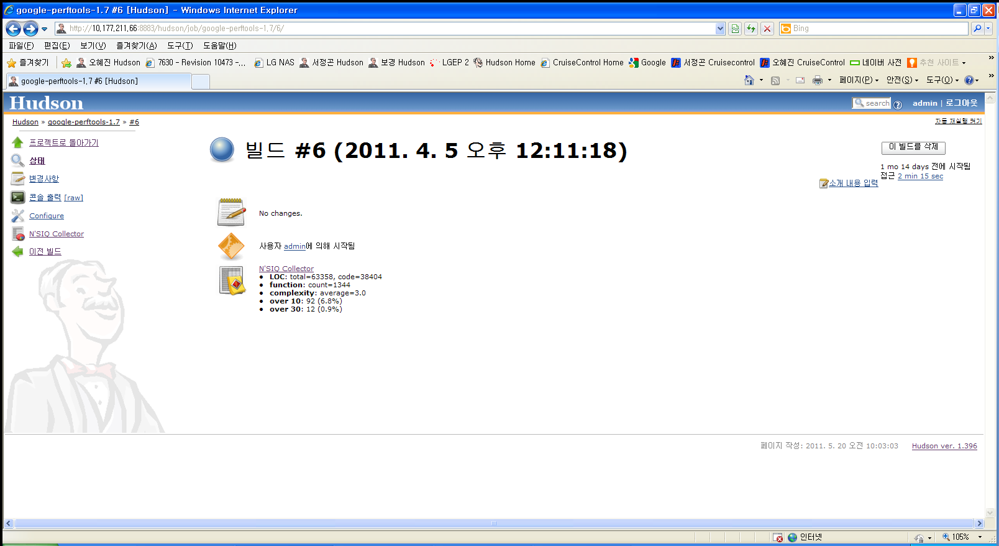 google-perftools-1.7 #6 [Hudson] - Windows Internet Explorer
http://10.177.211.66:8883/hudson/job/google-perftools-1.7/6/
Bing
파일(F) 편집(E) 보기(V) 즐겨찾기(A) 도구(T) 도움말(H)
즐겨찾기 오혜진 Hudson 7630 - Revision 10473 -... LG NAS 서정곤 Hudson 보경 Hudson LGEP 2 Hudson Home CruiseControl Home Google 서정곤 Cruisecontrol 오혜진 CruiseControl 네이버 사전 추천 사이트
google-perftools-1.7 #6 [Hudson]
페이지(P) 안전(S) 도구(O)
Hudson
search
admin | 로그아웃
Hudson » google-perftools-1.7 » #6
자동 재실행 켜기
프로젝트로 돌아가기
상태
변경사항
콘솔 출력 [raw]
Configure
N'SIQ Collector
이전 빌드
빌드 #6 (2011. 4. 5 오후 12:11:18)
이 빌드를 삭제
1 mo 14 days 전에 시작됨
접근 2 min 15 sec
소개 내용 입력
No changes.
사용자 admin에 의해 시작됨
N'SIQ Collector
● LOC: total=63358, code=38404
● function: count=1344
● complexity: average=3.0
● over 10: 92 (6.8%)
● over 30: 12 (0.9%)
페이지 작성: 2011. 5. 20 오전 10:03:03
Hudson ver. 1.396
인터넷
105%